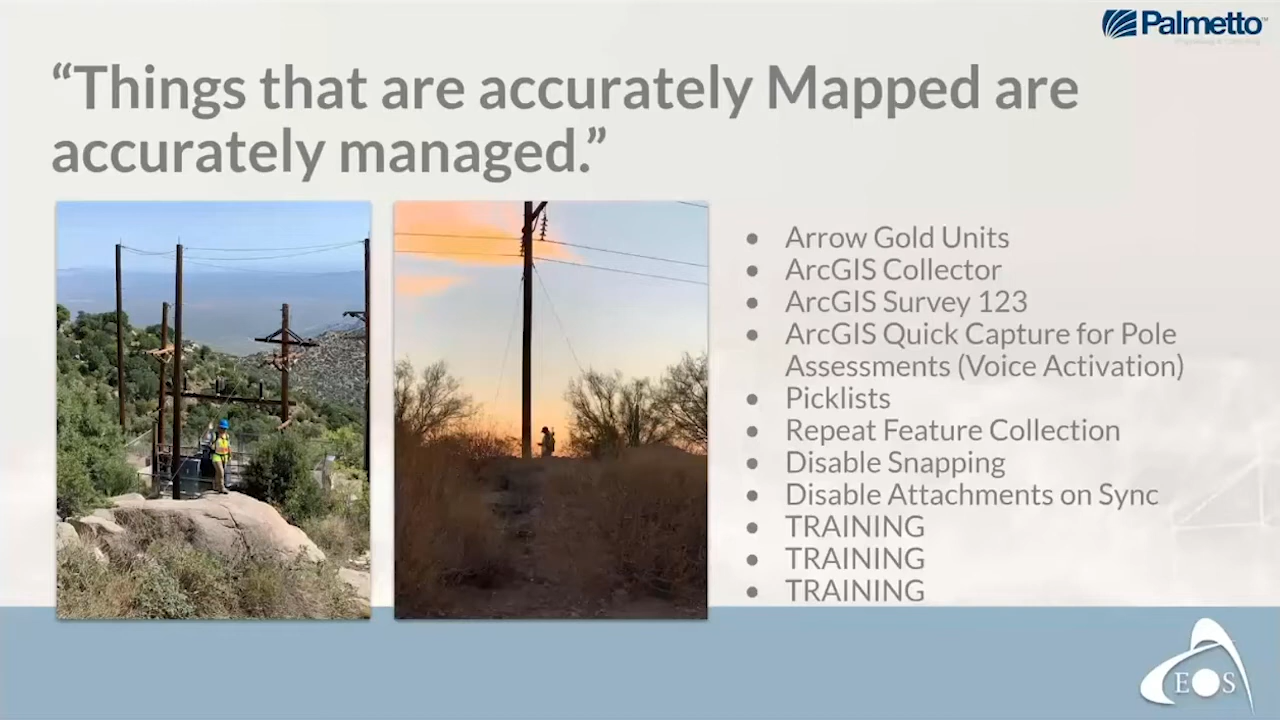 Palmetto
“Things that are accurately Mapped are
accurately managed.”
• Arrow Gold Units
• ArcGIS Collector
• ArcGIS Survey 123
• ArcGIS Quick Capture for Pole
Assessments (Voice Activation)
• Picklists
• Repeat Feature Collection
• Disable Snapping
• Disable Attachments on Sync
• TRAINING
• TRAINING
• TRAINING
EOS